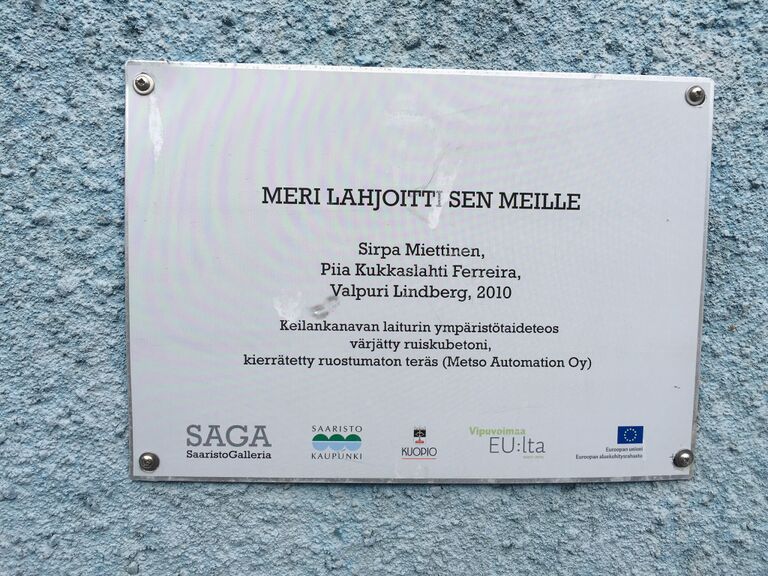 MERI LAHJOITTI SEN MEILLE
Sirpa Miettinen,
Piia Kukkaslahti Ferreira,
Valpuri Lindberg, 2010
Keilankanavan laiturin ympäristötaideteos
värjätty ruiskubetoni,
kierrätetty ruostumaton teräs (Metso Automation Oy)
SAGA
SaaristoGalleria
SAARISTO
KAUPUNKI
KUOPIO
Vipuvoimaa
EU:lta
Euroopan unioni
Euroopan aluekehitysrahasto